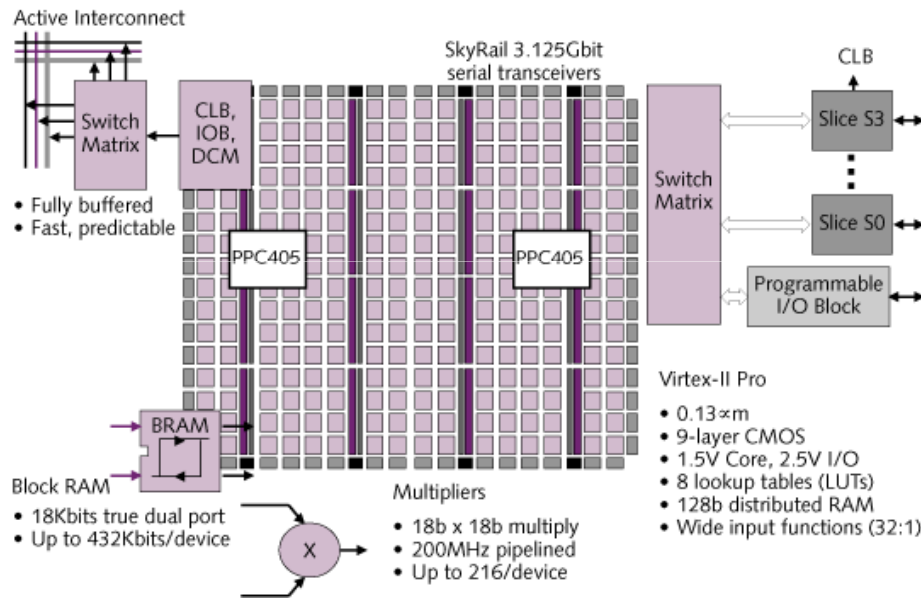 Active Interconnect
Switch
Matrix
• Fully buffered
• Fast, predictable
CLB,
IOB,
DCM
SkyRail 3.125Gbit
serial transceivers
PPC405
PPC405
Switch
Matrix
CLB
Slice S3
Slice S0
Programmable
I/O Block
BRAM
Block RAM
• 18Kbits true dual port
• Up to 432Kbits/device
X
Multipliers
• 18b x 18b multiply
• 200MHz pipelined
• Up to 216/device
Virtex-II Pro
• 0.13∝m
• 9-layer CMOS
• 1.5V Core, 2.5V I/O
• 8 lookup tables (LUTs)
• 128b distributed RAM
• Wide input functions (32:1)